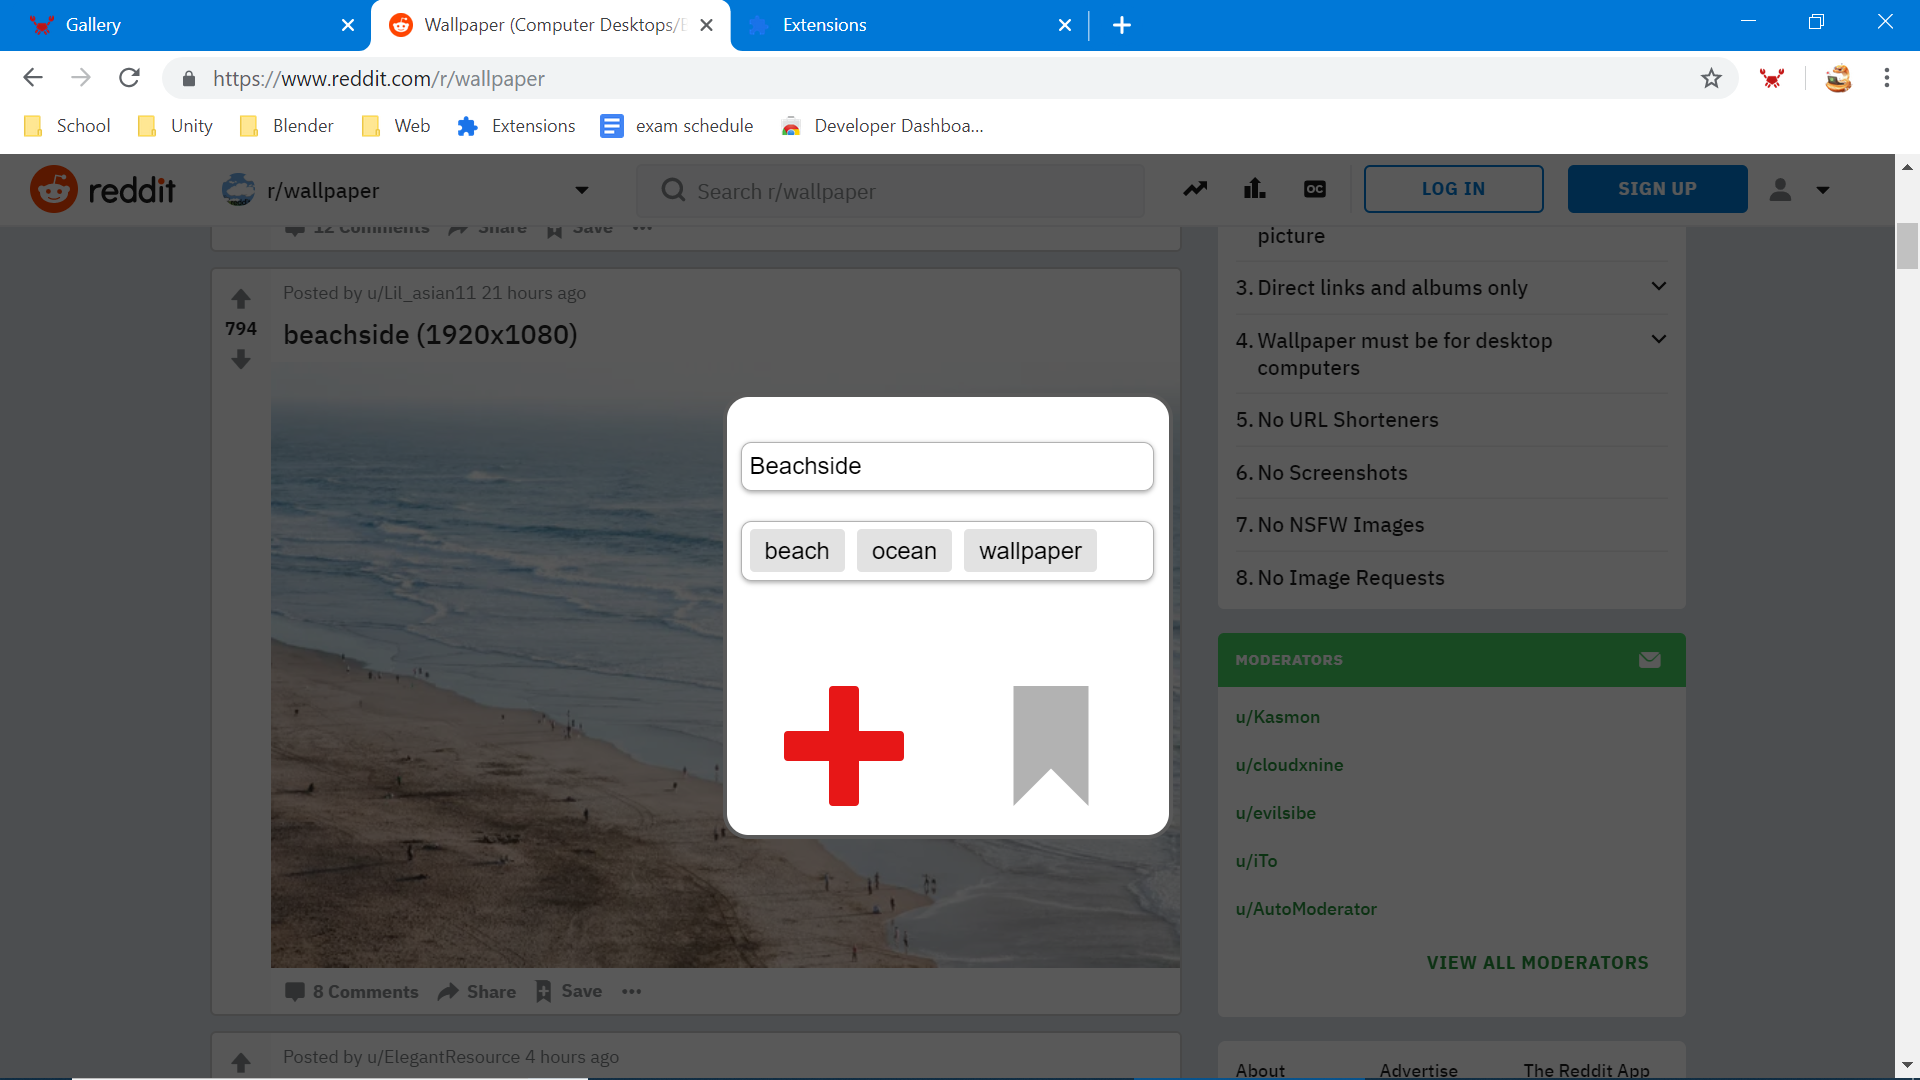 Gallery
Wallpaper (Computer Desktops/
Extensions
https://www.reddit.com/r/wallpaper
School
Unity
Blender
Web
Extensions
exam schedule
Developer Dashboa...
reddit
r/wallpaper
Search r/wallpaper
OC
LOG IN
SIGN UP
12 Comments
Share
Save
Posted by u/Lil_asian11 21 hours ago
794
beachside (1920x1080)
Beachside
beach
ocean
wallpaper
8 Comments
Share
Save
Posted by u/ElegantResource 4 hours ago
picture
3. Direct links and albums only
4. Wallpaper must be for desktop
computers
5. No URL Shorteners
6. No Screenshots
7. No NSFW Images
8. No Image Requests
MODERATORS
u/Kasmon
u/cloudxnine
u/evilsibe
u/iTo
u/AutoModerator
VIEW ALL MODERATORS
About
Advertise
The Reddit App